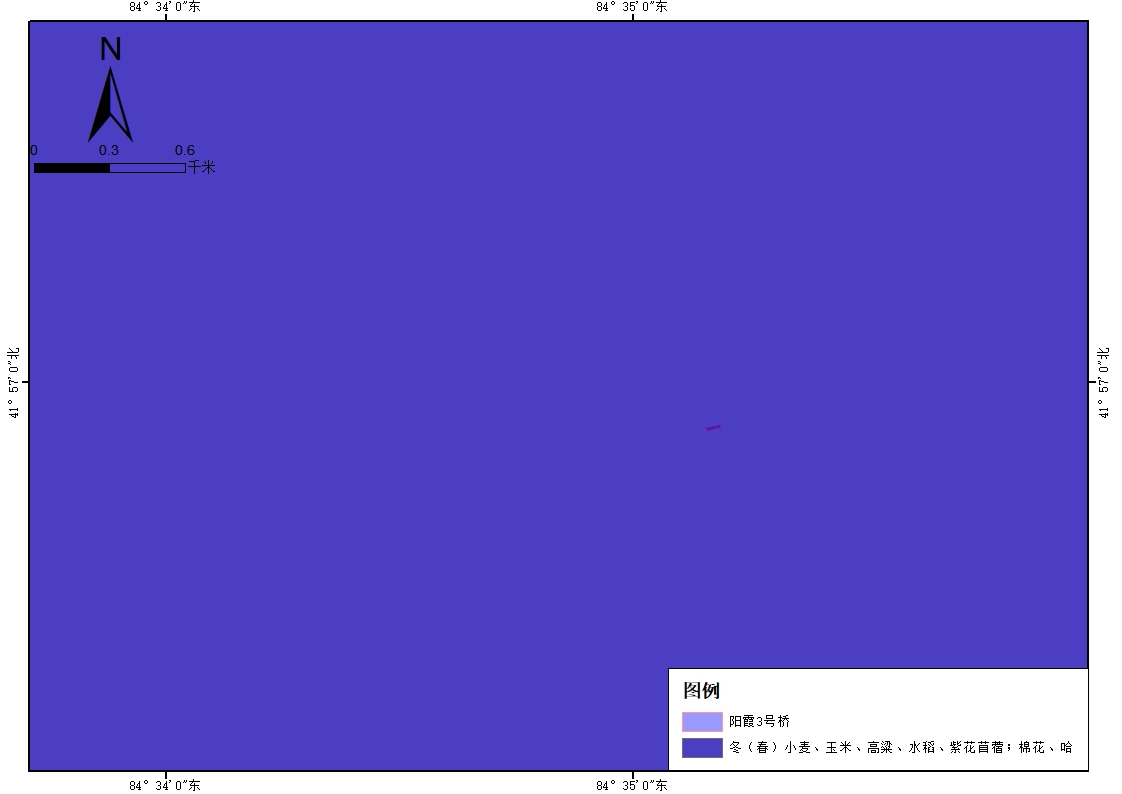 84° 34′0″东
84° 35′0″东
N
0 0.3 0.6
千米
41° 57′0″北
41° 57′0″北
图例
阳霞3号桥
冬（春）小麦、玉米、高粱、水稻、紫花苜蓿；棉花、哈
84° 34′0″东
84° 35′0″东